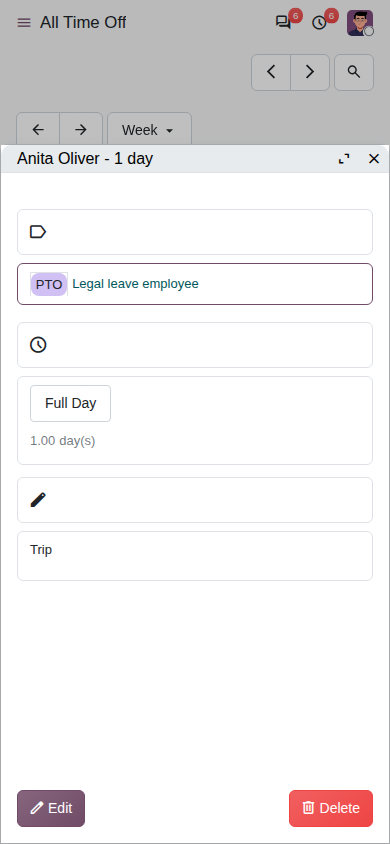 All Time Off
6
6
Week
Anita Oliver - 1 day
PTO Legal leave employee
Full Day
1.00 day(s)
Trip
Edit
Delete